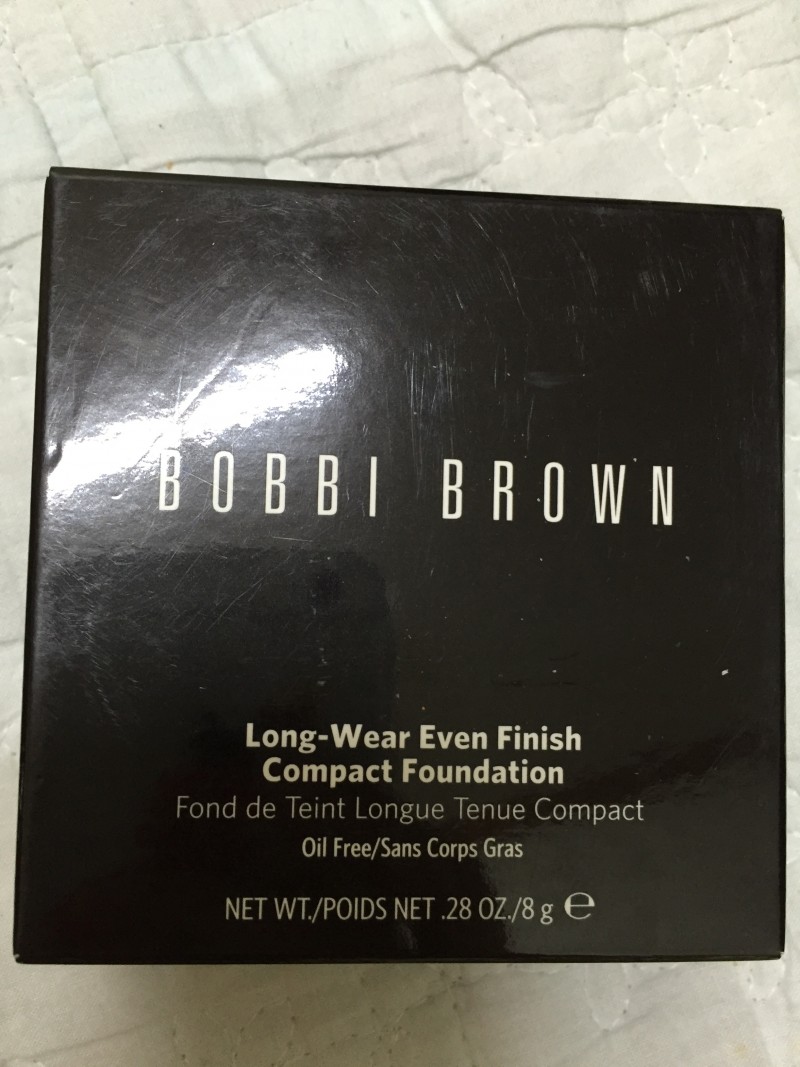 BOBBI BROWN
Long-Wear Even Finish
Compact Foundation
Fond de Teint Longue Tenue Compact
Oil Free/Sans Corps Gras
NET WT./POIDS NET .28 OZ./8 g ℮